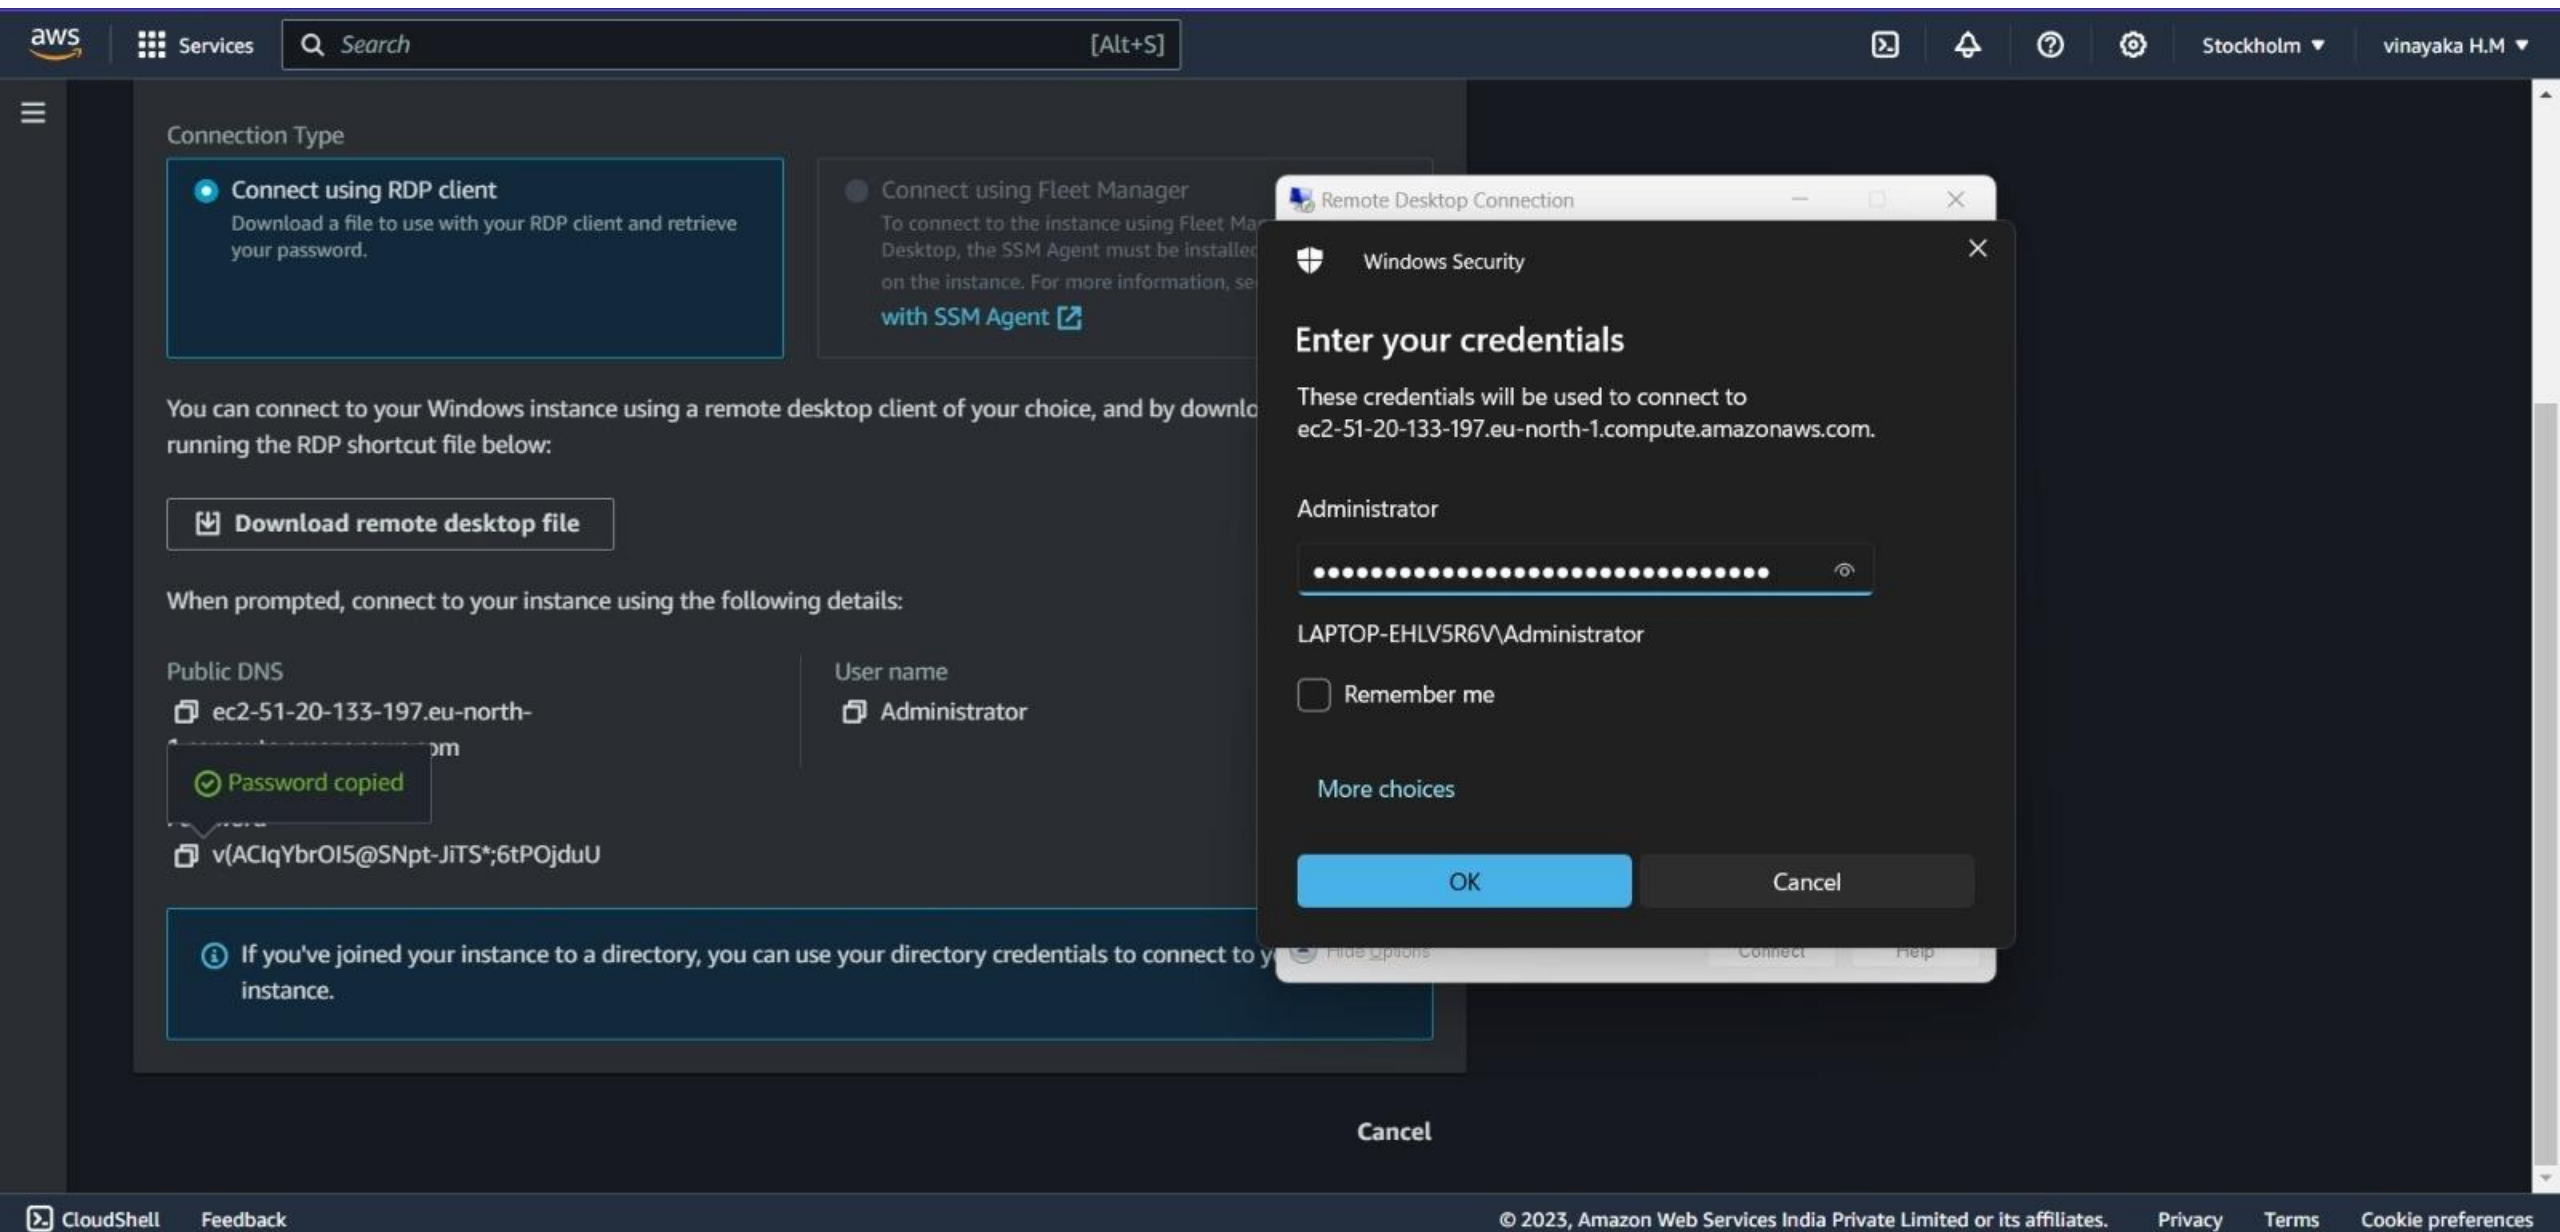 aws
Services
Search
[Alt+S]
Stockholm
vinayaka H.M
Connection Type
Connect using RDP client
Download a file to use with your RDP client and retrieve
your password.
Connect using Fleet Manager
To connect to the instance using Fleet
Desktop, the SSM Agent must be
on the instance. For more information,
with SSM Agent
You can connect to your Windows instance using a remote desktop client of your choice, and by
running the RDP shortcut file below:
Download remote desktop file
When prompted, connect to your instance using the following details:
Public DNS
ec2-51-20-133-197.eu-north-
User name
Administrator
Password copied
v(ACIqYbrOI5@SNpt-JiTS*;6tPOjduU
If you've joined your instance to a directory, you can use your directory credentials to connect to
instance.
Cancel
Remote Desktop Connection
Windows Security
Enter your credentials
These credentials will be used to connect to
ec2-51-20-133-197.eu-north-1.compute.amazonaws.com.
Administrator
LAPTOP-EHLV5R6V\Administrator
Remember me
More choices
OK
Cancel
Hide Options
Connect
Help
CloudShell
Feedback
© 2023, Amazon Web Services India Private Limited or its affiliates.
Privacy
Terms
Cookie preferences